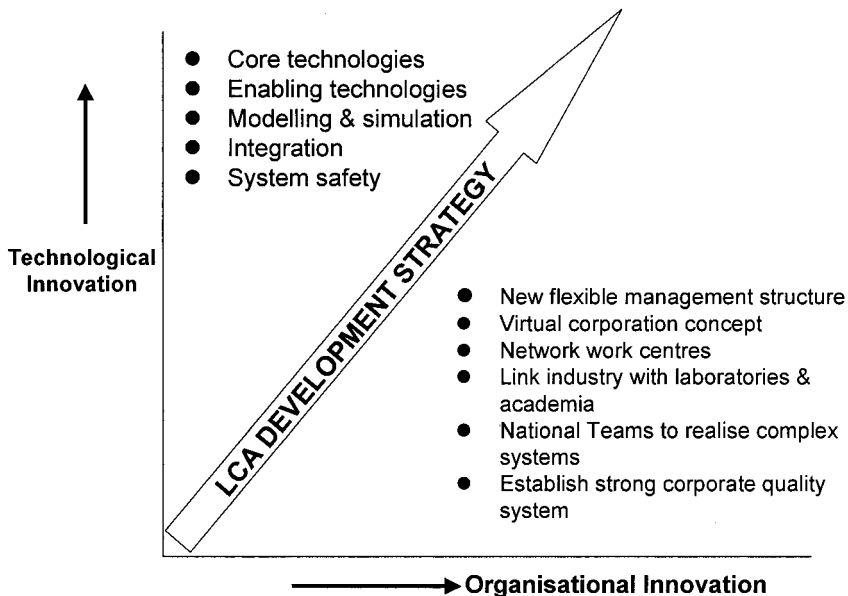 Core technologies
Enabling technologies
Modelling & simulation
Integration
System safety
Technological
Innovation
LCA DEVELOPMENT STRATEGY
New flexible management structure
Virtual corporation concept
Network work centres
Link industry with laboratories &
academia
National Teams to realise complex
systems
Establish strong corporate quality
system
Organisational Innovation